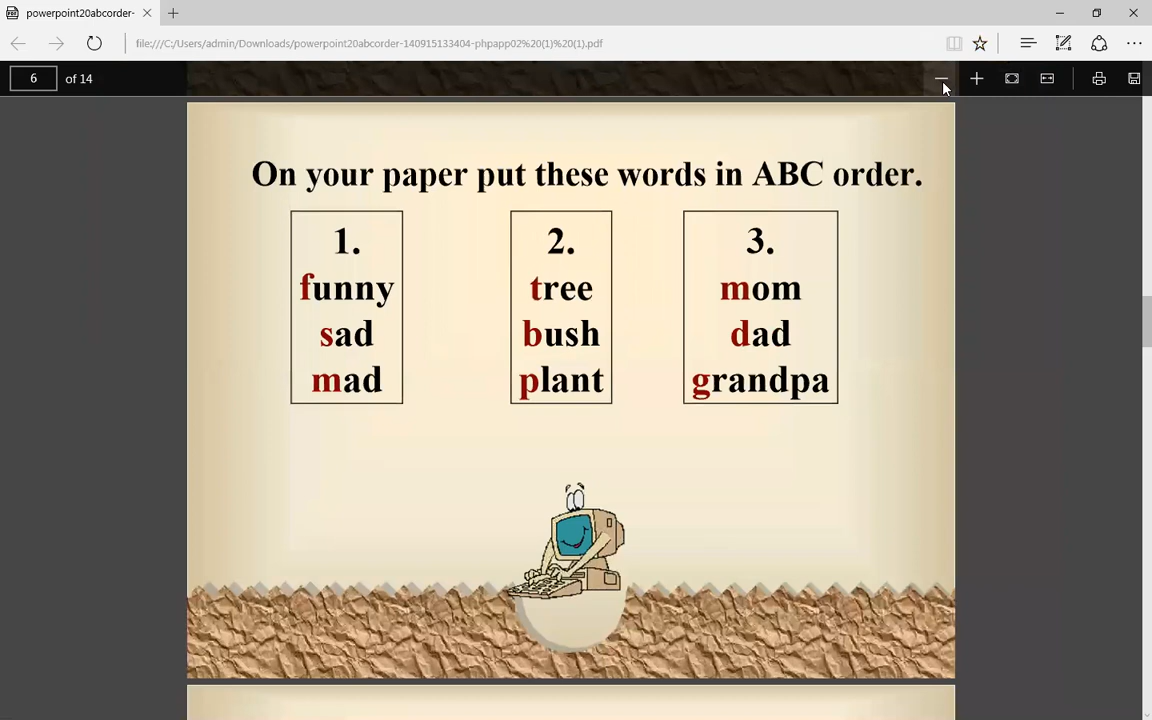 powerpoint20abcorder-
file:///C:/Users/admin/Downloads/powerpoint20abcorder-140915133404-phpapp02%20(1)%20(1).pdf
6 of 14
On your paper put these words in ABC order.
1.
funny
sad
mad
2.
tree
bush
plant
3.
mom
dad
grandpa